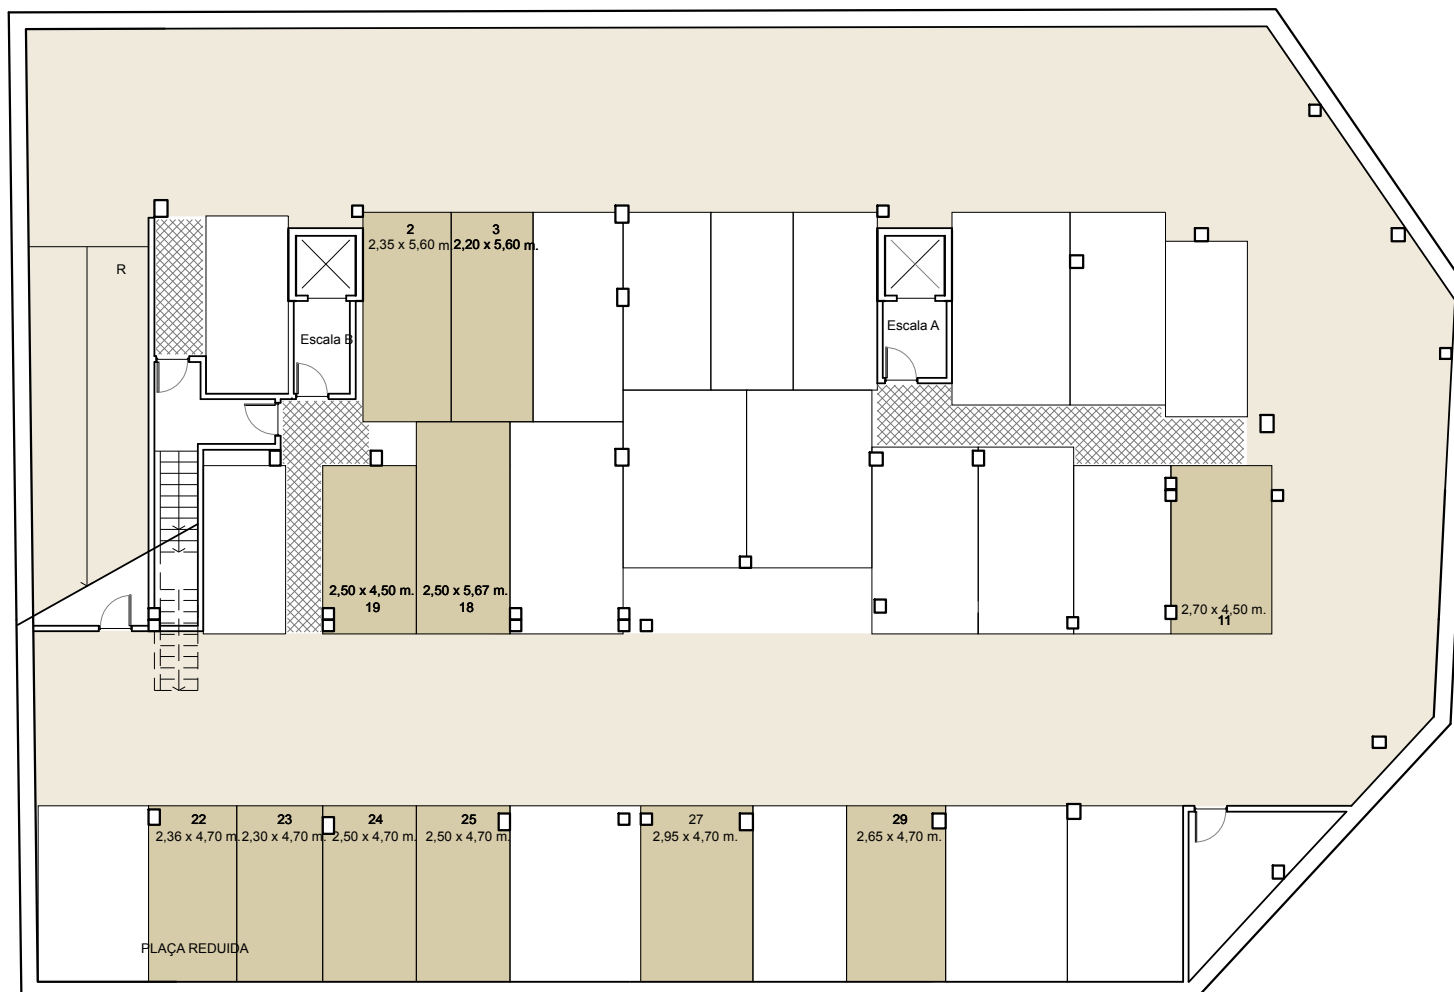 2
2,35 x 5,60 m.
3
2,20 x 5,60 m.
R
Escala A
Escala B
2,50 x 4,50 m.
19
2,50 x 5,67 m.
18
2,70 x 4,50 m.
11
22
2,36 x 4,70 m.
23
2,30 x 4,70 m.
24
2,50 x 4,70 m.
25
2,50 x 4,70 m.
27
2,95 x 4,70 m.
29
2,65 x 4,70 m.
PLAÇA REDUIDA